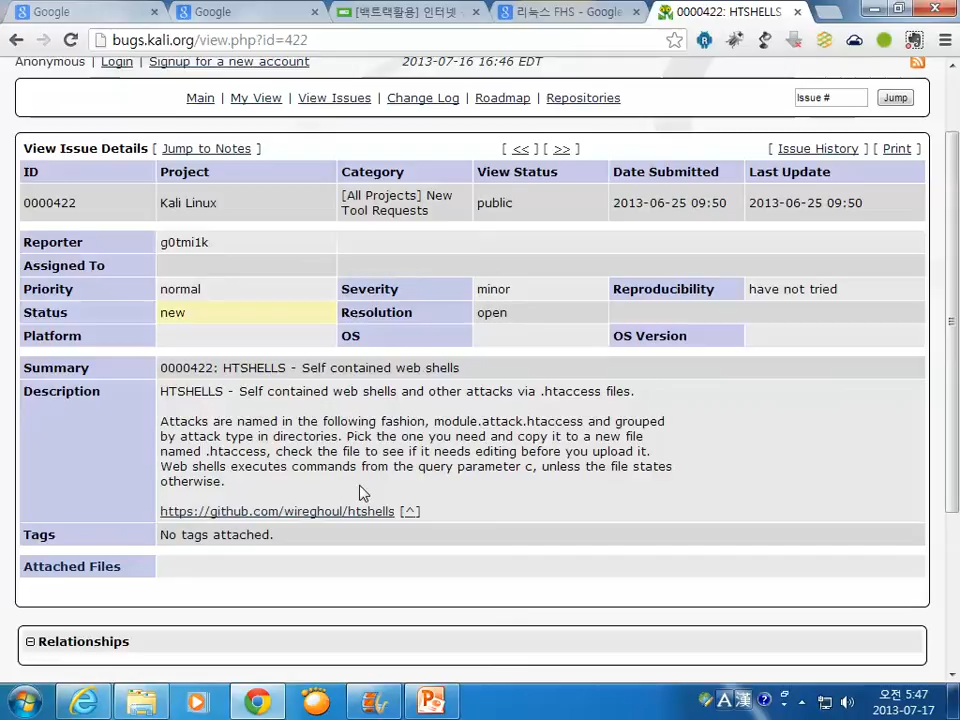 Google
Google
[백트랙활용] 인터넷
리눅스 FHS - Google
0000422: HTSHELLS
bugs.kali.org/view.php?id=422
Anonymous | Login | Signup for a new account
2013-07-16 16:46 EDT
Main | My View | View Issues | Change Log | Roadmap | Repositories
Issue #
Jump
View Issue Details [ Jump to Notes ]
[ << ] [ >> ]
[ Issue History ] [ Print ]
ID Project Category View Status Date Submitted Last Update
0000422 Kali Linux [All Projects] New Tool Requests public 2013-06-25 09:50 2013-06-25 09:50
Reporter g0tmi1k
Assigned To
Priority normal Severity minor Reproducibility have not tried
Status new Resolution open
Platform OS OS Version
Summary 0000422: HTSHELLS - Self contained web shells
Description HTSHELLS - Self contained web shells and other attacks via .htaccess files.
Attacks are named in the following fashion, module.attack.htaccess and grouped
by attack type in directories. Pick the one you need and copy it to a new file
named .htaccess, check the file to see if it needs editing before you upload it.
Web shells executes commands from the query parameter c, unless the file states
otherwise.
https://github.com/wireghoul/htshells [^]
Tags No tags attached.
Attached Files
Relationships
A 漢
오전 5:47
2013-07-17